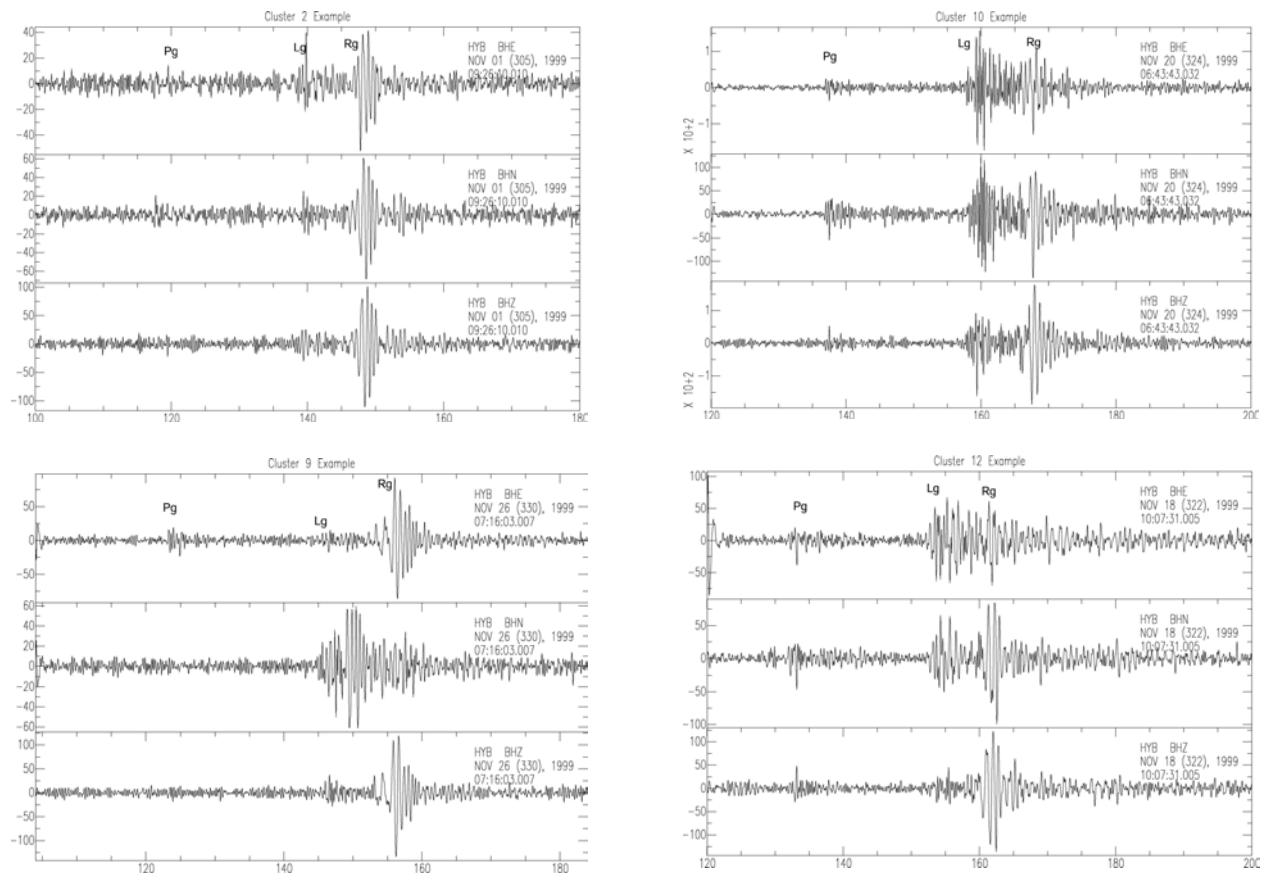 Cluster 2 Example
40
20
0
-20
-40
Pg
Lg
Rg
HYB BHE
NOV 01 (305), 1999
09:26:10.010
60
40
20
0
-20
-40
-60
HYB BHN
NOV 01 (305), 1999
09:26:10.010
100
50
0
-50
-100
HYB BHZ
NOV 01 (305), 1999
09:26:10.010
100
120
140
160
180
Cluster 10 Example
1
0
-1
X 10+2
Pg
Lg
Rg
HYB BHE
NOV 20 (324), 1999
06:43:43.032
100
50
0
-50
-100
HYB BHN
NOV 20 (324), 1999
06:43:43.032
1
0
-1
X 10+2
HYB BHZ
NOV 20 (324), 1999
06:43:43.032
120
140
160
180
200
Cluster 9 Example
50
0
-50
Pg
Lg
Rg
HYB BHE
NOV 26 (330), 1999
07:16:03.007
60
40
20
0
-20
-40
-60
HYB BHN
NOV 26 (330), 1999
07:16:03.007
100
50
0
-50
-100
HYB BHZ
NOV 26 (330), 1999
07:16:03.007
120
140
160
180
Cluster 12 Example
100
50
0
-50
Pg
Lg
Rg
HYB BHE
NOV 18 (322), 1999
10:07:31.005
50
0
-50
-100
HYB BHN
NOV 18 (322), 1999
10:07:31.005
100
50
0
-50
-100
HYB BHZ
NOV 18 (322), 1999
10:07:31.005
120
140
160
180
200